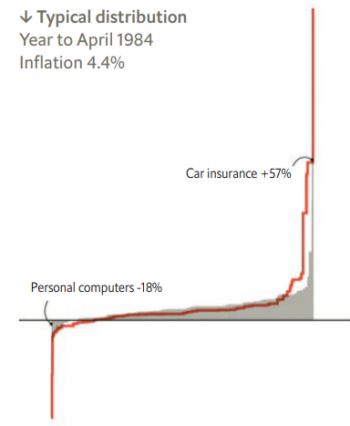 ↓ Typical distribution
Year to April 1984
Inflation 4.4%
Car insurance +57%
Personal computers -18%